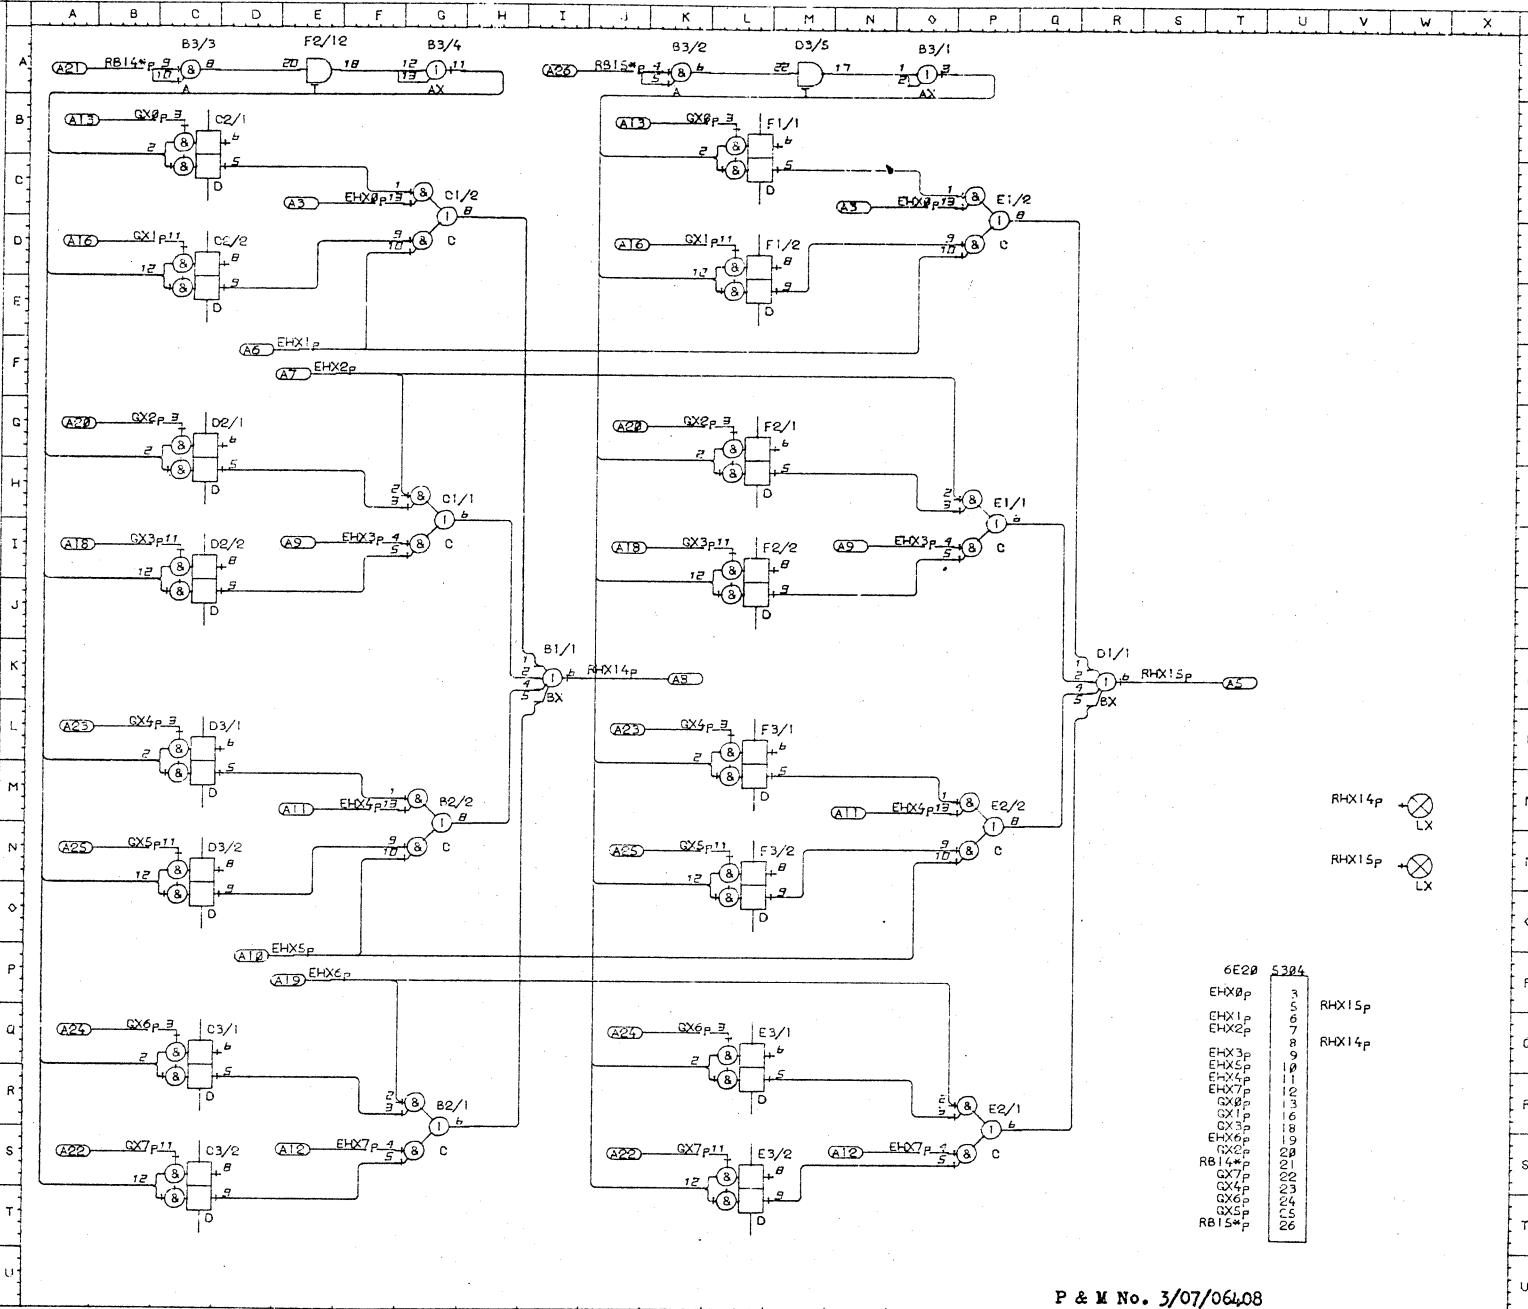 A B C D E F G H I J K L M N O P Q R S T U V W X
A B C D E F G H I J K L M N O P Q R S T U
B3/3 F2/12 B3/4 B3/2 D3/5 B3/1
A21 RB14*p 9 10 & 8 A 20 18 T 12 13 1 11 AX
A26 RB15*p 4 5 & 6 A 22 17 T 1 2 1 3 AX
A13 GX0p 3 C2/1 2 & & 6 5 D
A13 GX0p 3 F1/1 2 & & 6 5 D
A3 EHX0p 13 1 & C1/2 1 8
A3 EHX0p 13 1 & E1/2 1 8
A16 GX1p 11 C2/2 12 & & 8 9 D
9 10 & C
A16 GX1p 11 F1/2 12 & & 8 9 D
9 10 & C
A6 EHX1p
A7 EHX2p
A20 GX2p 3 D2/1 2 & & 6 5 D
A20 GX2p 3 F2/1 2 & & 6 5 D
2 3 & C1/1 1 6
2 3 & E1/1 1 6
A18 GX3p 11 D2/2 12 & & 8 9 D
A9 EHX3p 4 5 & C
A18 GX3p 11 F2/2 12 & & 8 9 D
A9 EHX3p 4 5 & C
B1/1 1 2 4 5 1 6 BX RHX14p A8
D1/1 1 2 4 5 1 6 BX RHX15p A5
A23 GX4p 3 D3/1 2 & & 6 5 D
A23 GX4p 3 F3/1 2 & & 6 5 D
A11 EHX4p 13 1 & B2/2 1 8
A11 EHX4p 13 1 & E2/2 1 8
RHX14p LX
A25 GX5p 11 D3/2 12 & & 8 9 D
9 10 & C
A25 GX5p 11 F3/2 12 & & 8 9 D
9 10 & C
RHX15p LX
A10 EHX5p
A19 EHX6p
A24 GX6p 3 C3/1 2 & & 6 5 D
A24 GX6p 3 E3/1 2 & & 6 5 D
2 3 & B2/1 1 6
2 3 & E2/1 1 6
A22 GX7p 11 C3/2 12 & & 8 9 D
A12 EHX7p 4 5 & C
A22 GX7p 11 E3/2 12 & & 8 9 D
A12 EHX7p 4 5 & C
6E20 S304
EHX0p 3
5 RHX15p
EHX1p 6
EHX2p 7
8 RHX14p
EHX3p 9
EHX5p 10
EHX4p 11
EHX7p 12
GX0p 13
GX1p 16
GX3p 18
EHX6p 19
GX2p 20
RB14*p 21
GX7p 22
GX4p 23
GX6p 24
GX5p 25
RB15*p 26
P & M No. 3/07/06408